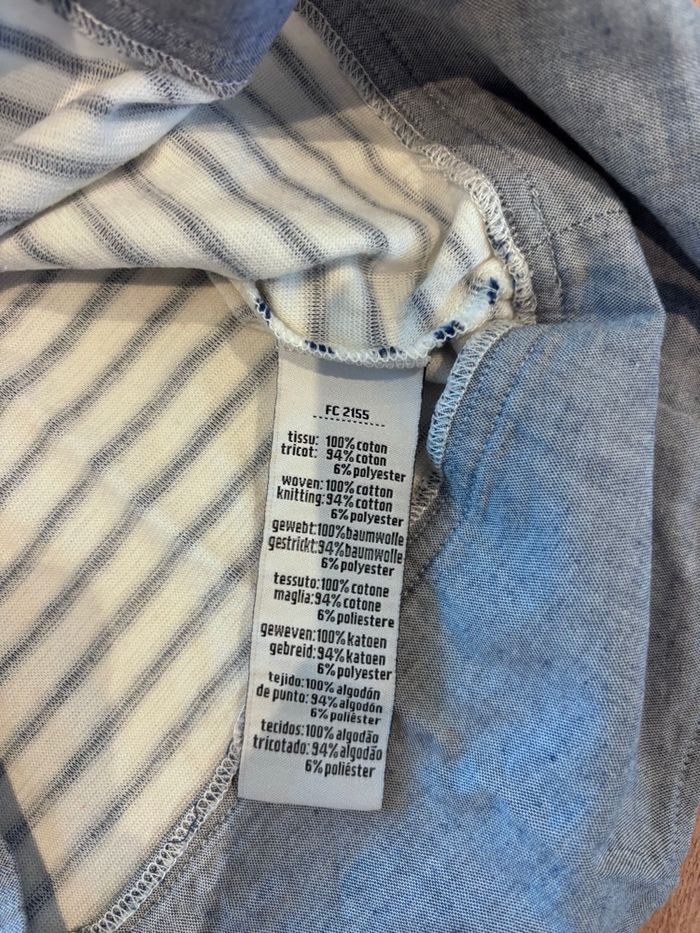 FC 2155
tissu: 100% coton
tricot: 94% coton
6% polyester
woven: 100% cotton
knitting: 94% cotton
6% polyester
gewebt:100%baumwolle
gestrickt:94%baumwolle
6% polyester
tessuto:100% cotone
maglia:94% cotone
6% poliestere
geweven:100% katoen
gebreid:94% katoen
6% polyester
tejido:100% algodón
de punto:94% algodón
6% poliéster
tecidos:100% algodão
tricotado:94% algodão
6% poliéster